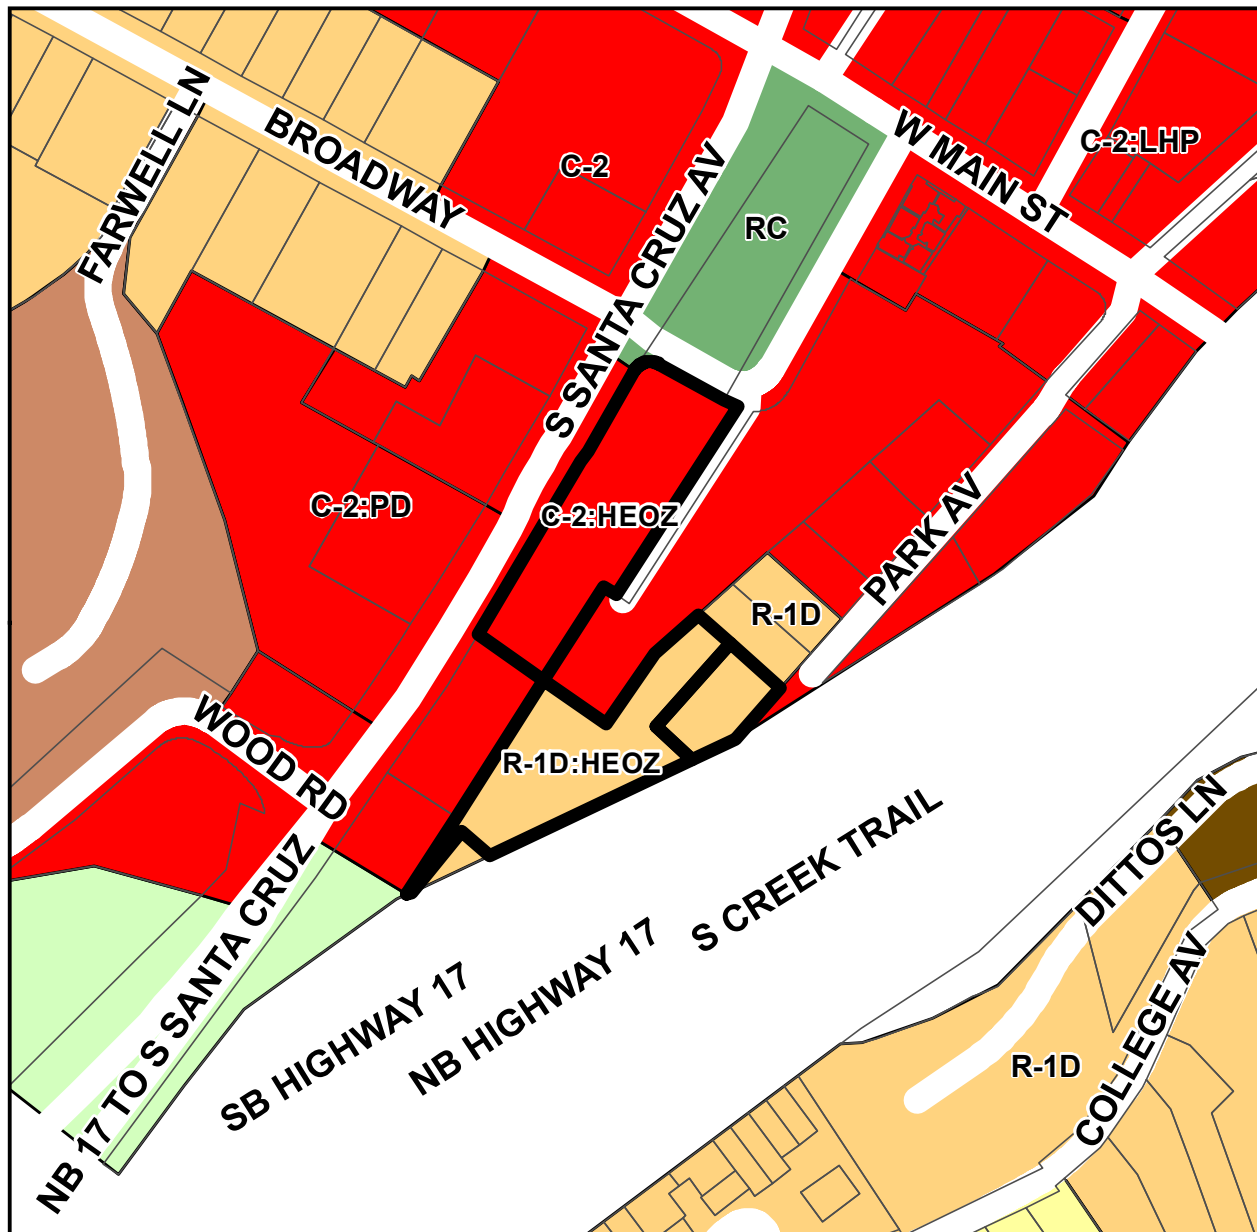 FARWELL LN
BROADWAY
C-2
S SANTA CRUZ AV
RC
W MAIN ST
C-2:LHP
C-2:PD
C-2:HEOZ
PARK AV
R-1D
WOOD RD
R-1D:HEOZ
NB 17 TO S SANTA CRUZ
SB HIGHWAY 17
NB HIGHWAY 17
S CREEK TRAIL
DITTOS LN
R-1D
COLLEGE AV